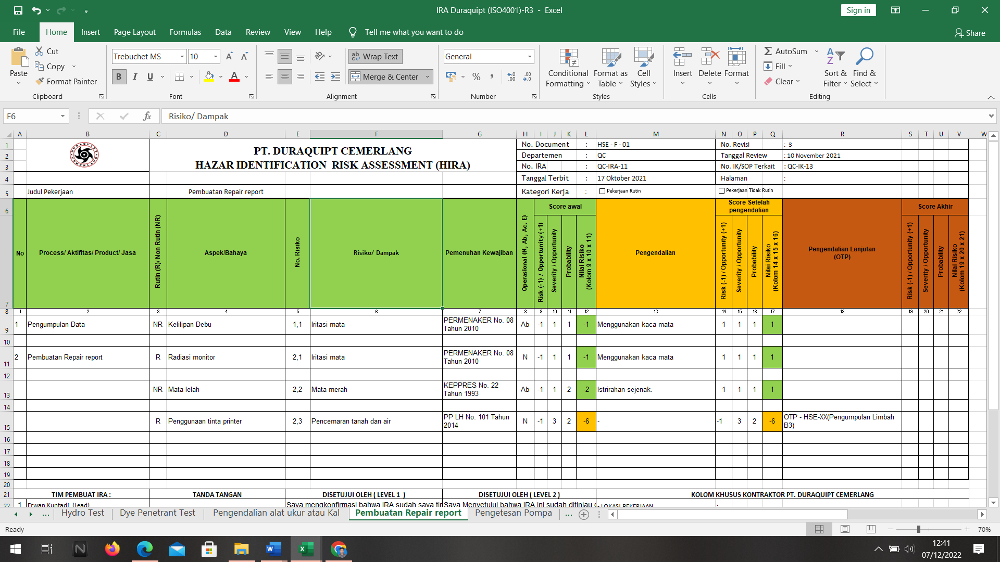 IRA Duraquipt (ISO4001)-R3 - Excel
Sign in
File Home Insert Page Layout Formulas Data Review View Help Tell me what you want to do Share
Paste
Cut
Copy
Format Painter
Clipboard
Trebuchet MS 10
B I U
Font
Wrap Text
Merge & Center
Alignment
General
Number
Conditional Formatting
Format as Table
Cell Styles
Styles
Insert Delete Format
Cells
AutoSum
Fill
Clear
Sort & Filter
Find & Select
Editing
F6 fx Risiko/ Dampak
A B C D E F G H I J K L M N O P Q R S T U V W
PT. DURAQUIPT CEMERLANG
HAZAR IDENTIFICATION RISK ASSESSMENT (HIRA)
No. Document : HSE - F - 01 No. Revisi : 3
Departemen : QC Tanggal Review : 10 November 2021
No. IRA : QC-IRA-11 No. IK/SOP Terkait : QC-IK-13
Tanggal Terbit : 17 Oktober 2021 Halaman :
Judul Pekerjaan Pembuatan Repair report Kategori Kerja : Pekerjaan Rutin Pekerjaan Tidak Rutin
No
Process/ Aktifitas/ Product/ Jasa
Rutin (R)/ Non Rutin (NR)
Aspek/Bahaya
No. Risiko
Risiko/ Dampak
Pemenuhan Kewajiban
Operasional (N, Ab, Ac, E)
Score awal
Risk (-1) / Opportunity (+1)
Severity / Opportunity
Probability
Nilai Risiko
(Kolom 9 x 10 x 11)
Pengendalian
Score Setelah
pengendalian
Risk (-1) / Opportunity (+1)
Severity / Opportunity
Probability
Nilai Risiko
(Kolom 14 x 15 x 16)
Pengendalian Lanjutan
(OTP)
Score Akhir
Risk (-1) / Opportunity (+1)
Severity / Opportunity
Probability
Nilai Risiko
(Kolom 19 x 20 x 21)
1 2 3 4 5 6 7 8 9 10 11 12 13 14 15 16 17 18 19 20 21 22
1 Pengumpulan Data NR Kelilipan Debu 1,1 Iritasi mata PERMENAKER No. 08 Tahun 2010 Ab -1 1 1 -1 Menggunakan kaca mata 1 1 1 1
2 Pembuatan Repair report R Radiasi monitor 2,1 Iritasi mata PERMENAKER No. 08 Tahun 2010 N -1 1 1 -1 Menggunakan kaca mata 1 1 1 1
NR Mata lelah 2,2 Mata merah KEPPRES No. 22 Tahun 1993 Ab -1 1 2 -2 Istrirahan sejenak. 1 1 1 1
R Penggunaan tinta printer 2,3 Pencemaran tanah dan air PP LH No. 101 Tahun 2014 N -1 3 2 -6 - -1 3 2 -6 OTP - HSE-XX(Pengumpulan Limbah B3)
TIM PEMBUAT IRA : TANDA TANGAN DISETUJUI OLEH ( LEVEL 1 ) DISETUJUI OLEH ( LEVEL 2 ) KOLOM KHUSUS KONTRAKTOR PT. DURAQUIPT CEMERLANG
1 Erwan Kuntadi (Lead) Saya mengkonfirmasi bahwa IRA sudah saya tin Saya Menyetujui bahwa IRA ini sudah ditinjau - LOKASI PEKERJAAN :
1
2
3
4
5
6
7
8
9
10
11
12
13
14
15
16
17
18
19
20
21
22
... Hydro Test Dye Penetrant Test Pengendalian alat ukur atau Kal Pembuatan Repair report Pengetesan Pompa ...
Ready 70%
12:41
07/12/2022